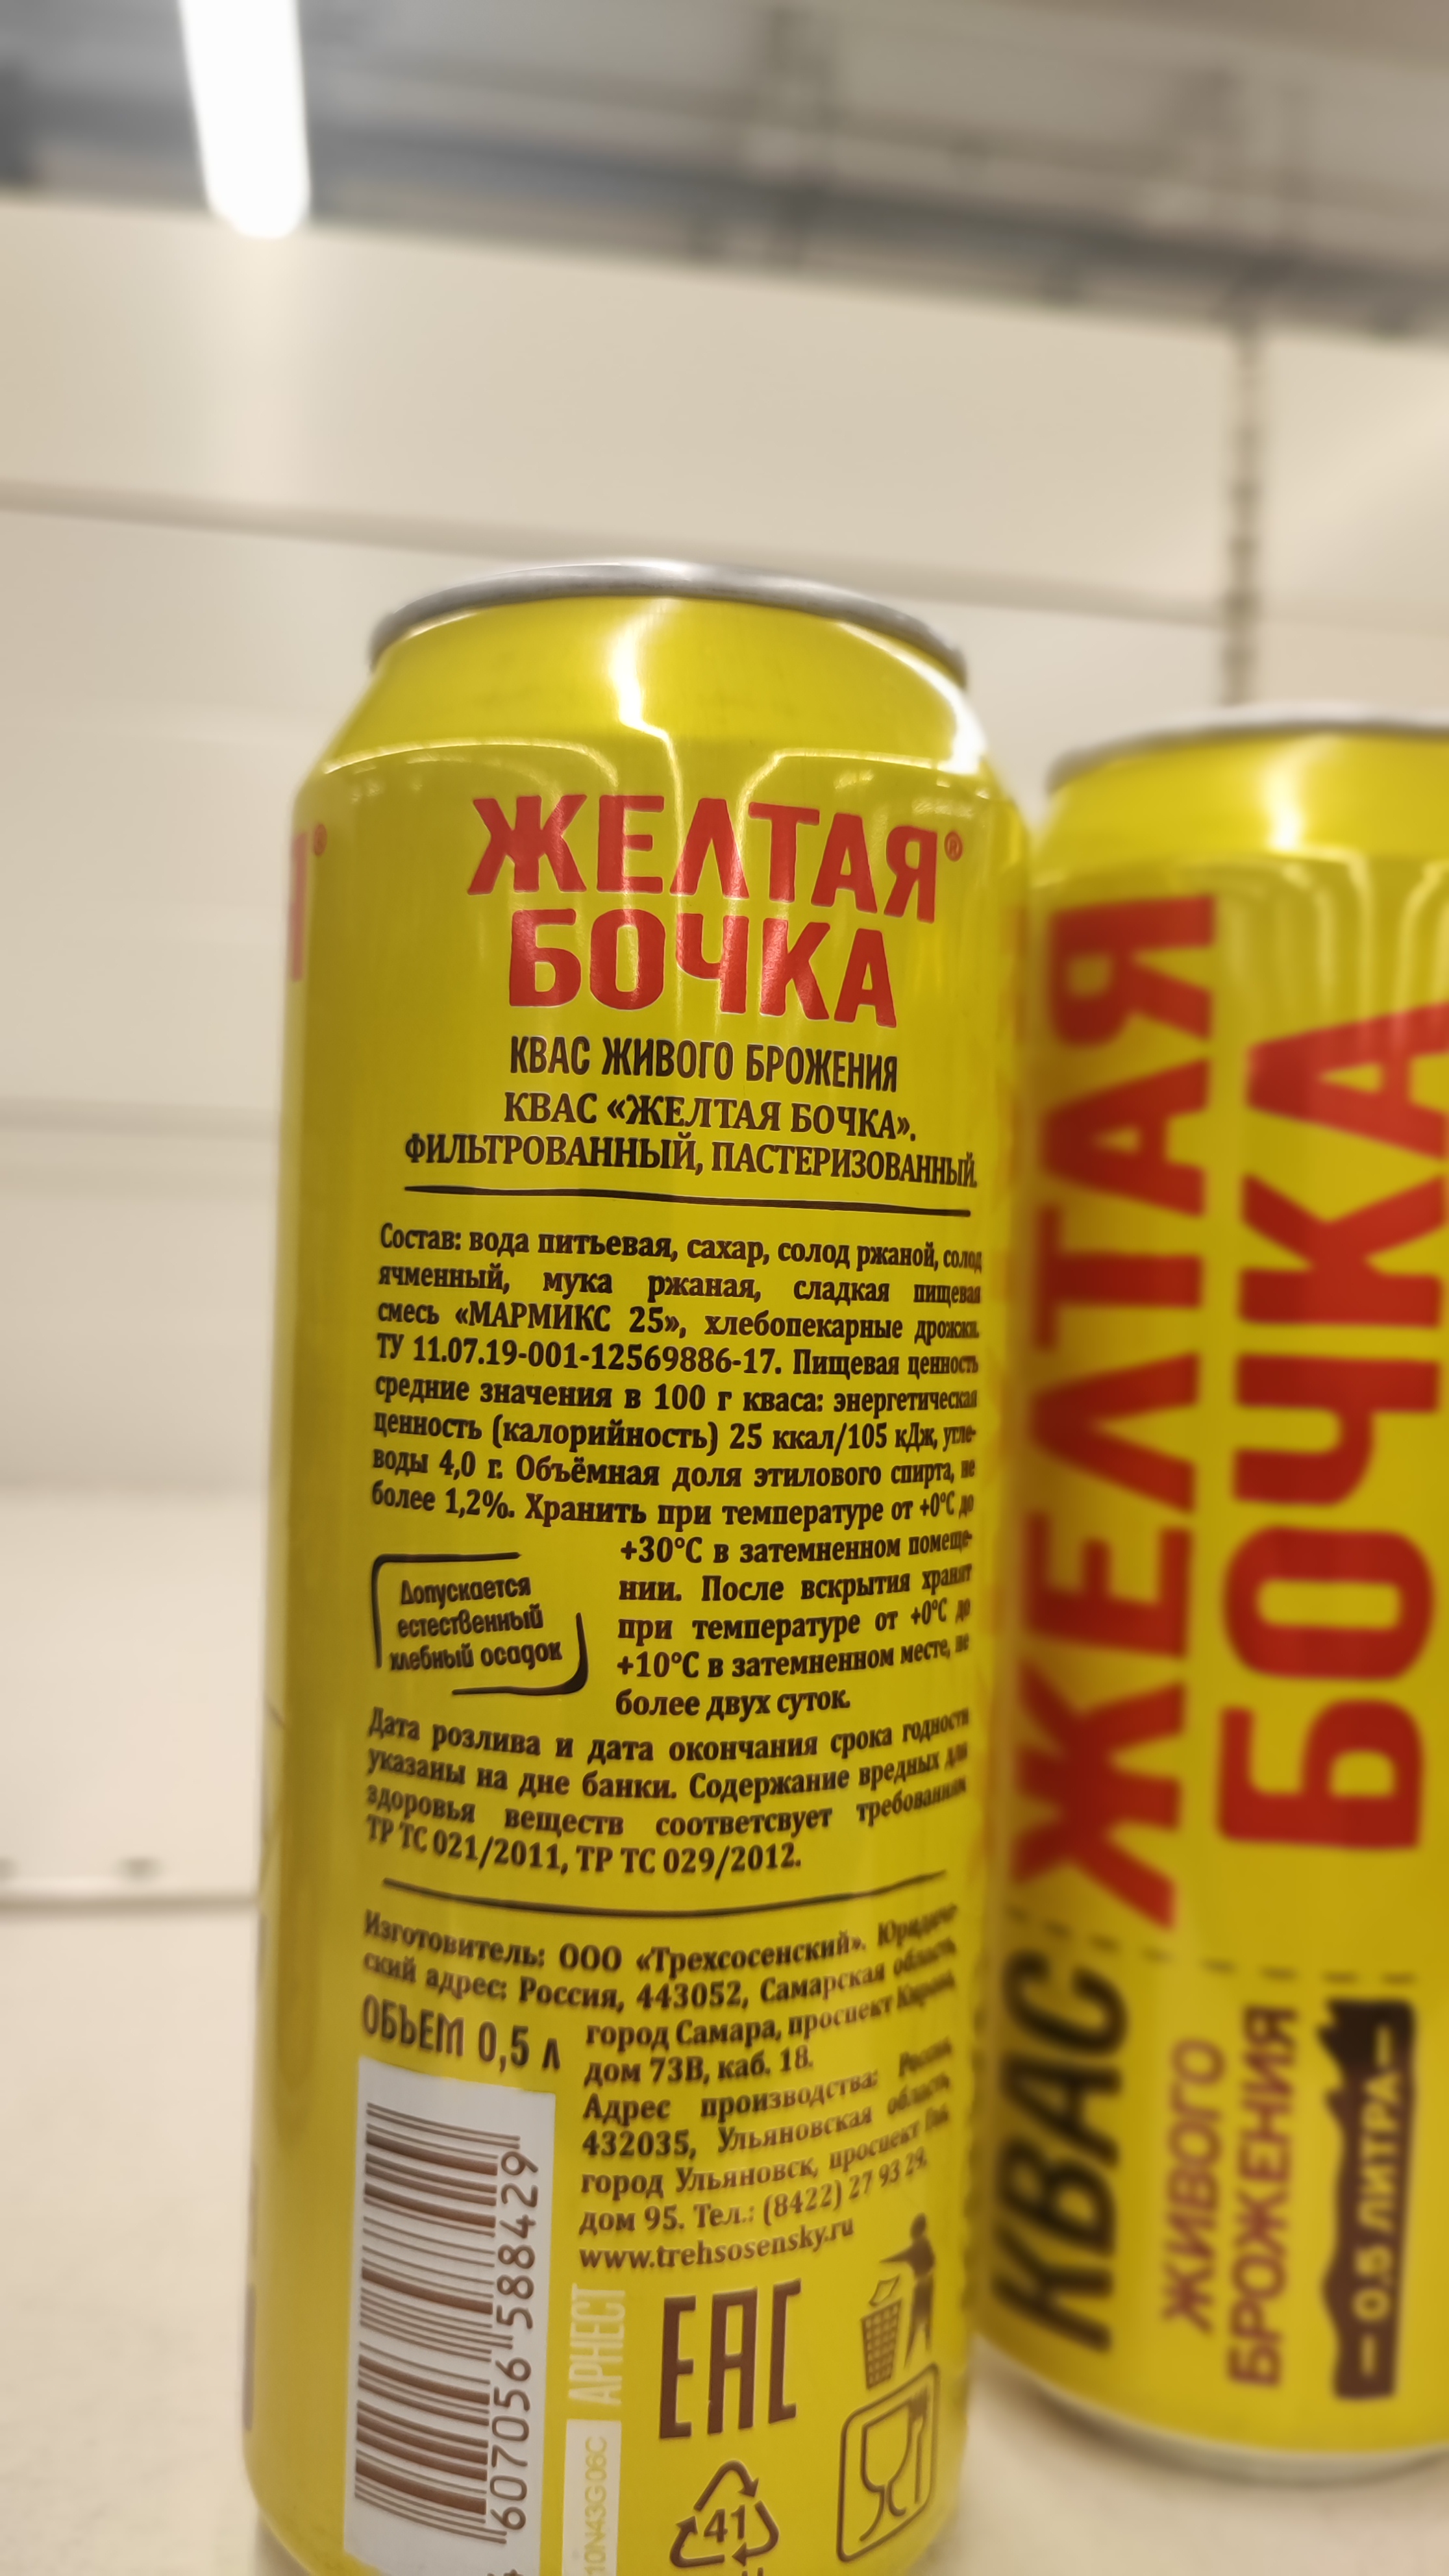 ЖЕЛТАЯ®
БОЧКА
КВАС ЖИВОГО БРОЖЕНИЯ
КВАС «ЖЕЛТАЯ БОЧКА».
ФИЛЬТРОВАННЫЙ, ПАСТЕРИЗОВАННЫЙ.
Состав: вода питьевая, сахар, солод ржаной, солод
ячменный, мука ржаная, сладкая пищевая
смесь «МАРМИКС 25», хлебопекарные дрожжи.
ТУ 11.07.19-001-12569886-17. Пищевая ценность
средние значения в 100 г кваса: энергетическая
ценность (калорийность) 25 ккал/105 кДж, угле-
воды 4,0 г. Объёмная доля этилового спирта, не
более 1,2%. Хранить при температуре от +0°C до
+30°C в затемненном помеще-
нии. После вскрытия хранят
при температуре от +0°C до
+10°C в затемненном месте, не
более двух суток.
Допускается
естественный
хлебный осадок
Дата розлива и дата окончания срока годности
указаны на дне банки. Содержание вредных для
здоровья веществ соответсвует требованиям
ТР ТС 021/2011, ТР ТС 029/2012.
Изготовитель: ООО «Трехсосенский». Юридиче-
ский адрес: Россия, 443052, Самарская область
город Самара, проспект Кирова,
дом 73В, каб. 18.
Адрес производства: Россия
432035, Ульяновская область
город Ульяновск, проспект Гая
дом 95. Тел.: (8422) 27 93 29.
www.trehsosensky.ru
ОБЪЕМ 0,5 л
607056 588429
АРНЕСТ
10N43G06C
EAC
41
ЖЕЛТАЯ
БОЧКА
КВАС
ЖИВОГО
БРОЖЕНИЯ
0,5 ЛИТРА